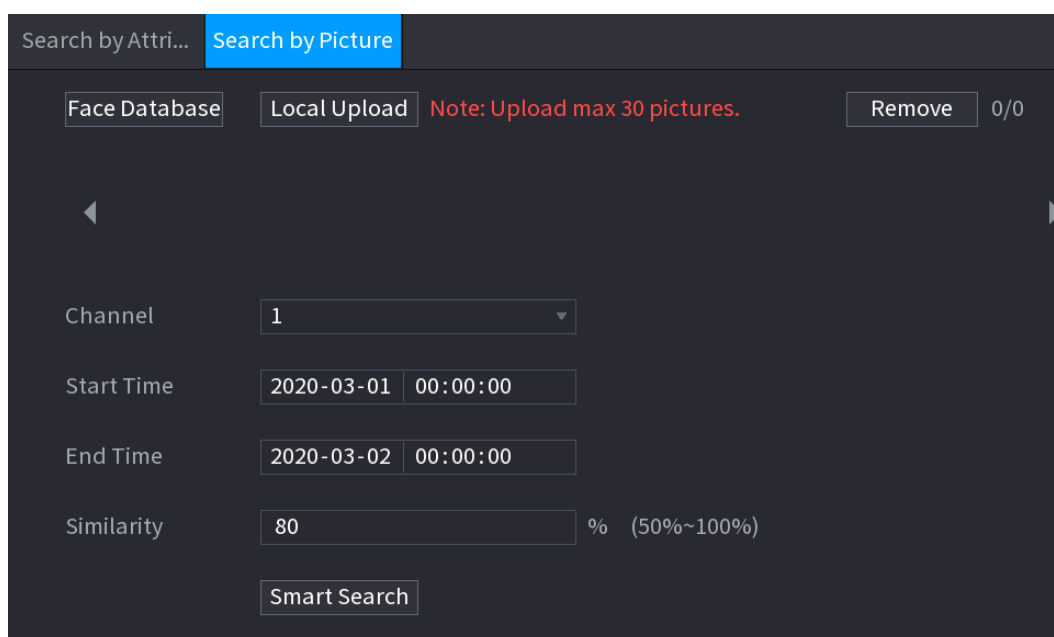 Search by Attri... Search by Picture
Face Database Local Upload Note: Upload max 30 pictures. Remove 0/0
Channel 1
Start Time 2020-03-01 00:00:00
End Time 2020-03-02 00:00:00
Similarity 80 % (50%~100%)
Smart Search